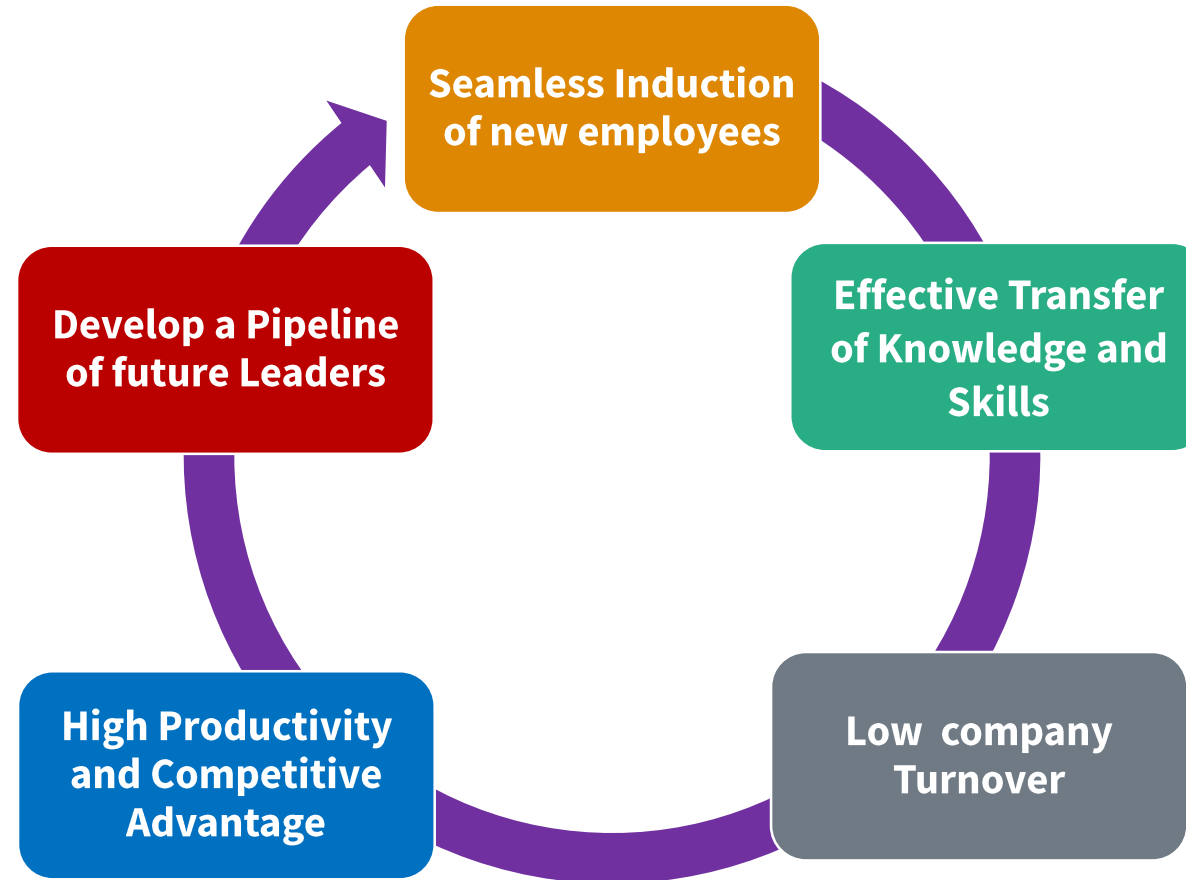 Seamless Induction
of new employees
Effective Transfer
of Knowledge and
Skills
Low  company
Turnover
High Productivity
and Competitive
Advantage
Develop a Pipeline
of future Leaders